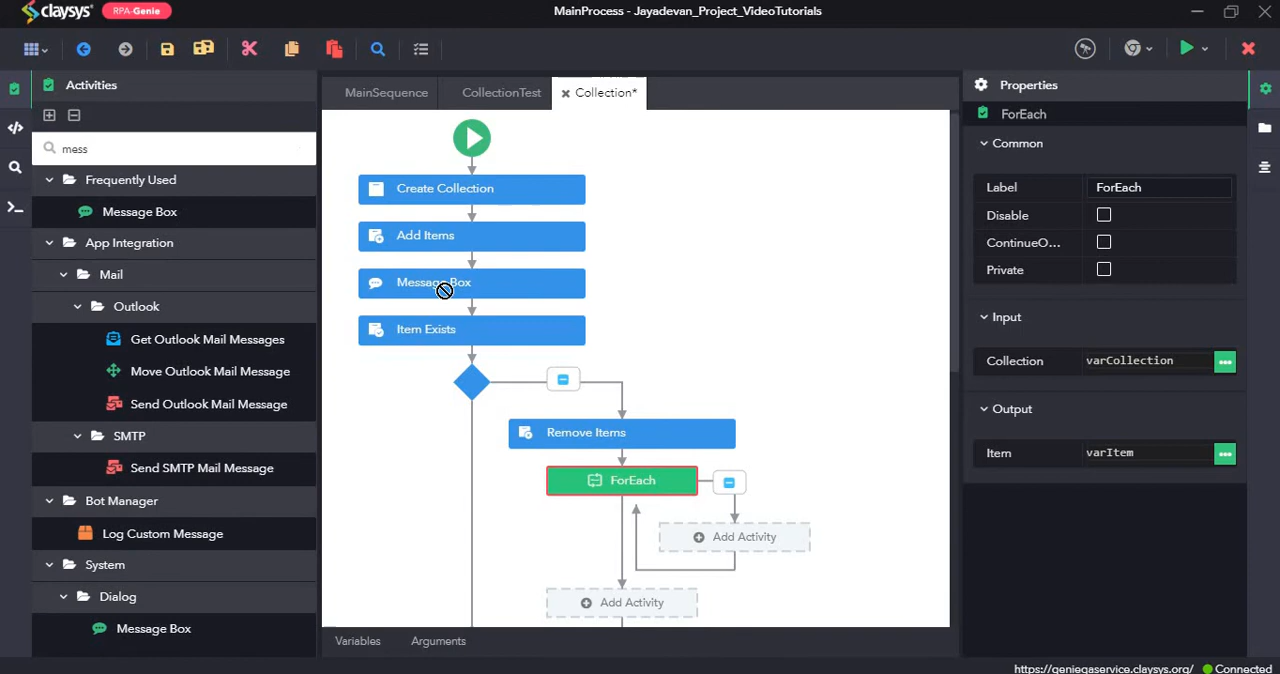 claysys RPA-Genie MainProcess - Jayadevan_Project_VideoTutorials
Activities
mess
Frequently Used
Message Box
App Integration
Mail
Outlook
Get Outlook Mail Messages
Move Outlook Mail Message
Send Outlook Mail Message
SMTP
Send SMTP Mail Message
Bot Manager
Log Custom Message
System
Dialog
Message Box
MainSequence CollectionTest Collection*
Create Collection
Add Items
Message Box
Item Exists
Remove Items
ForEach
Add Activity
Add Activity
Variables Arguments
Properties
ForEach
Common
Label ForEach
Disable
ContinueO...
Private
Input
Collection varCollection
Output
Item varItem
https://geniegaservice.claysys.org/ Connected